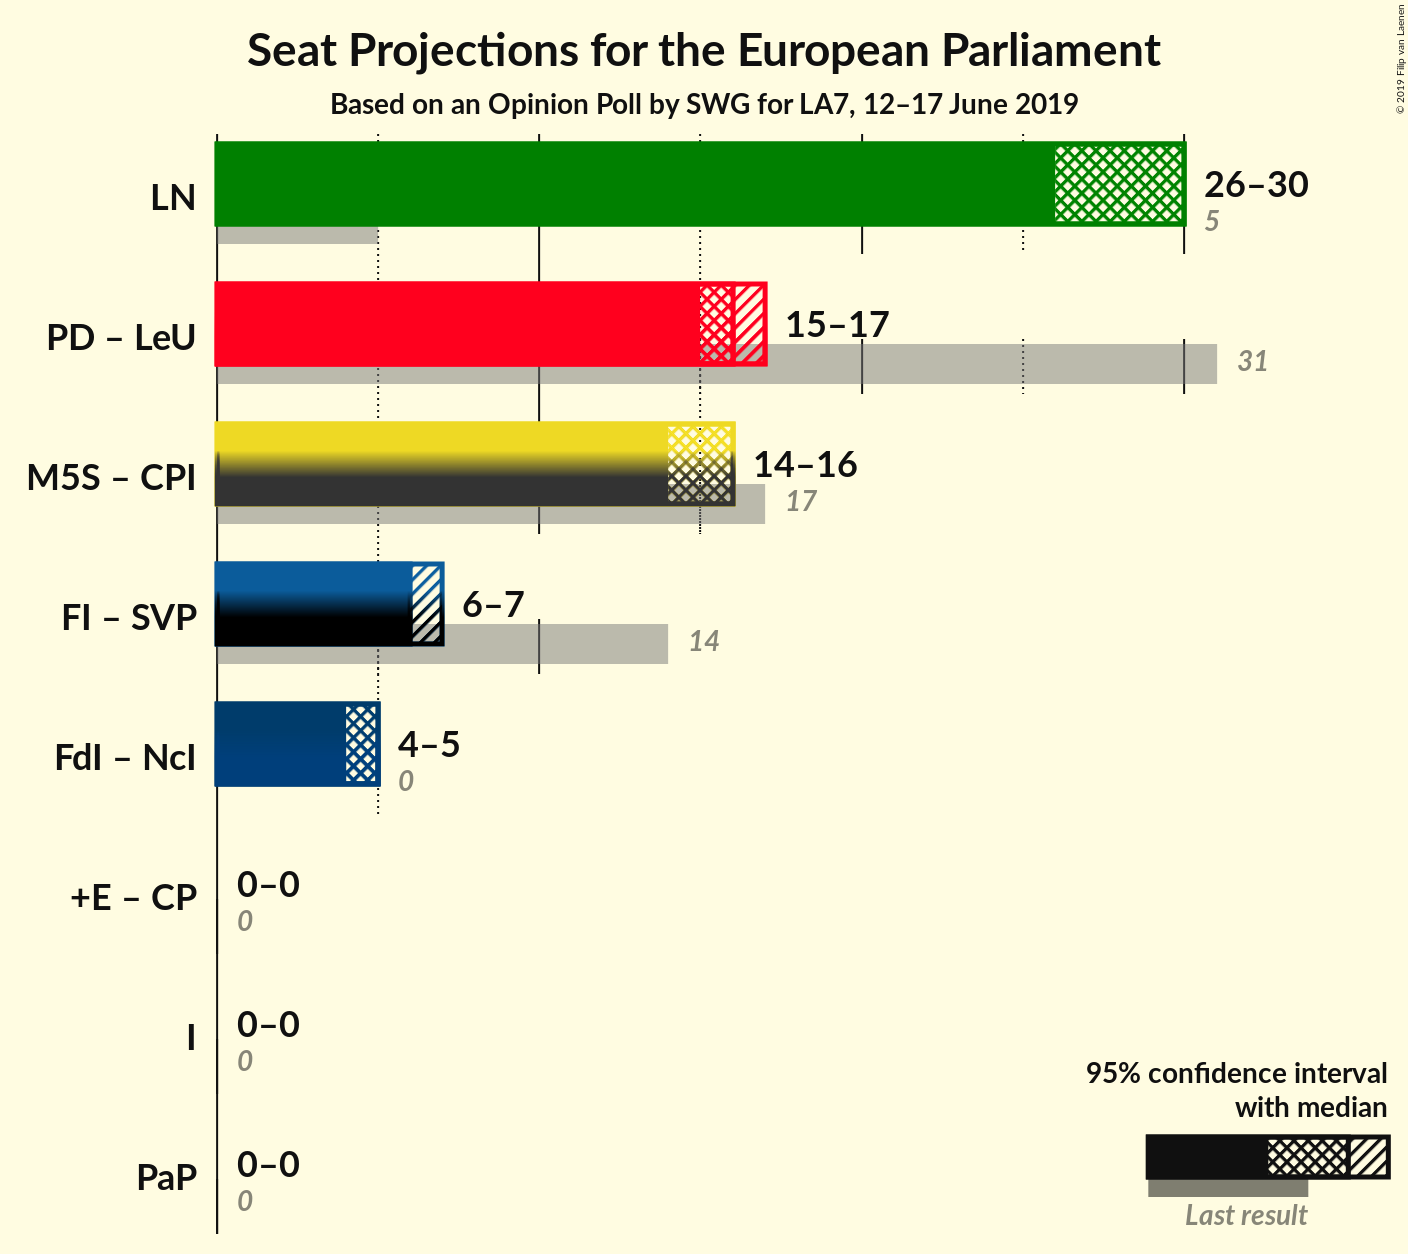 Seat Projections for the European Parliament
Based on an Opinion Poll by SWG for LA7, 12–17 June 2019
© 2019 Filip van Laenen
LN
26–30
5
PD – LeU
15–17
31
M5S – CPI
14–16
17
FI – SVP
6–7
14
FdI – NcI
4–5
0
+E – CP
0–0
0
I
0–0
0
PaP
0–0
0
95% confidence interval
with median
Last result